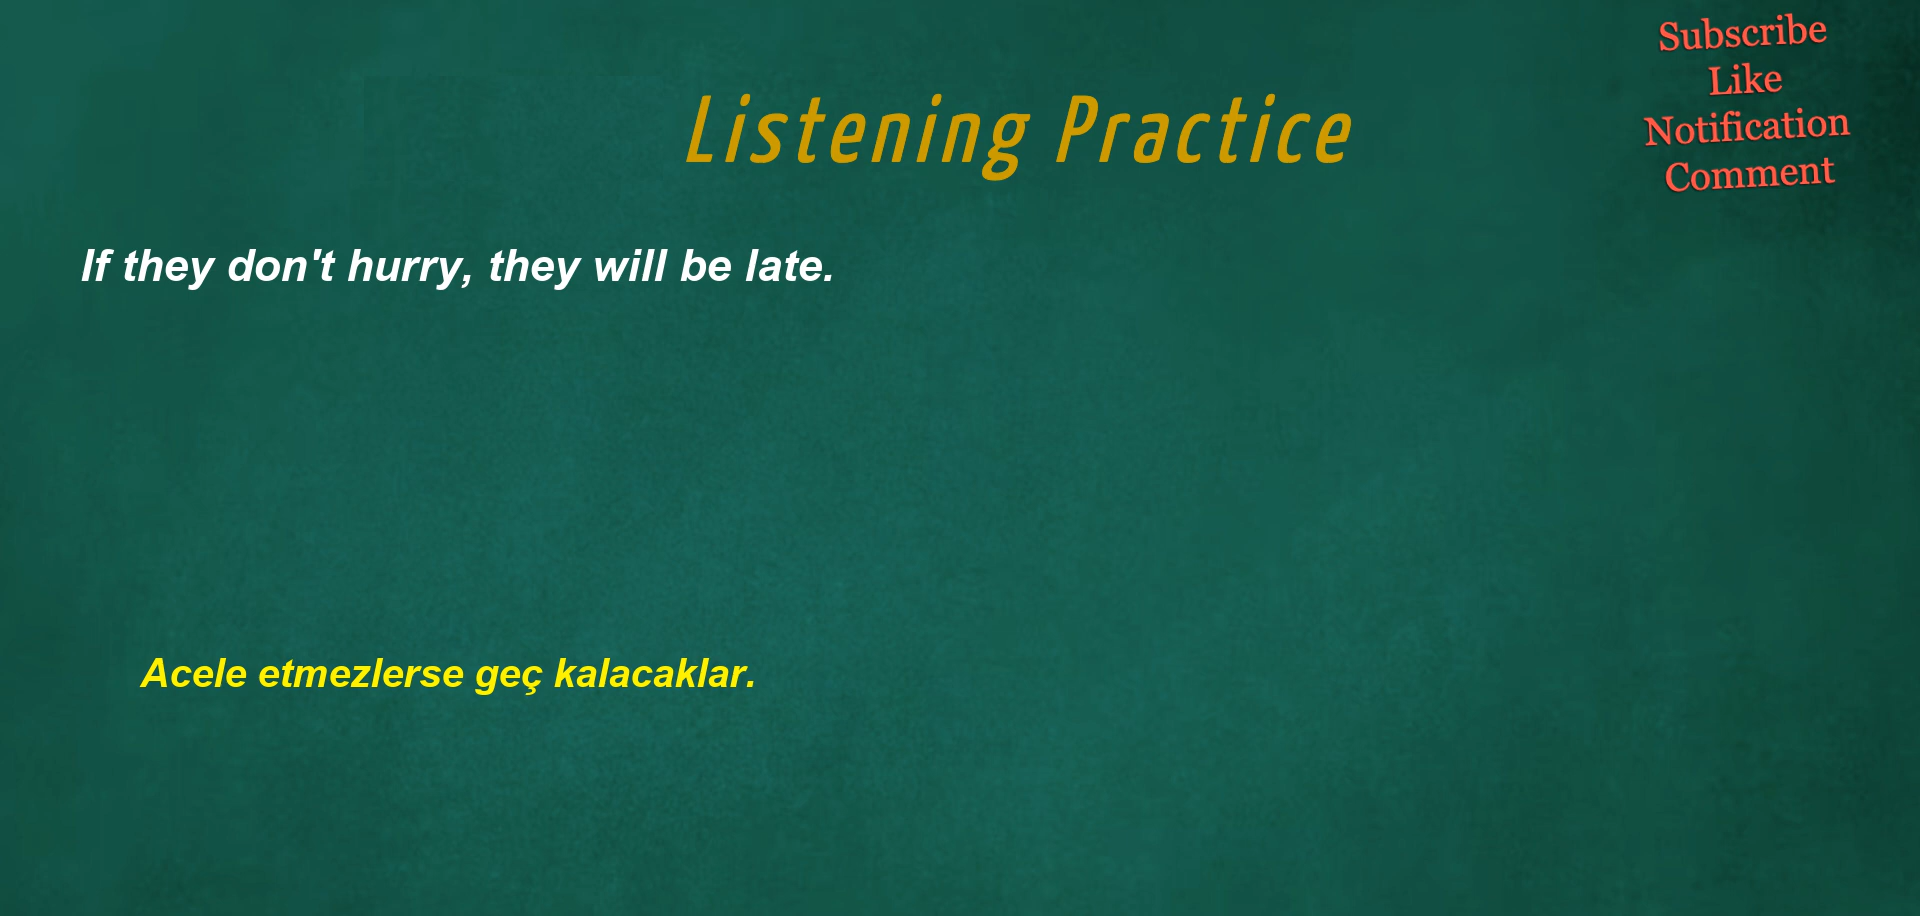 Subscribe
Like
Notification
Comment
Listening Practice
If they don't hurry, they will be late.
Acele etmezlerse geç kalacaklar.